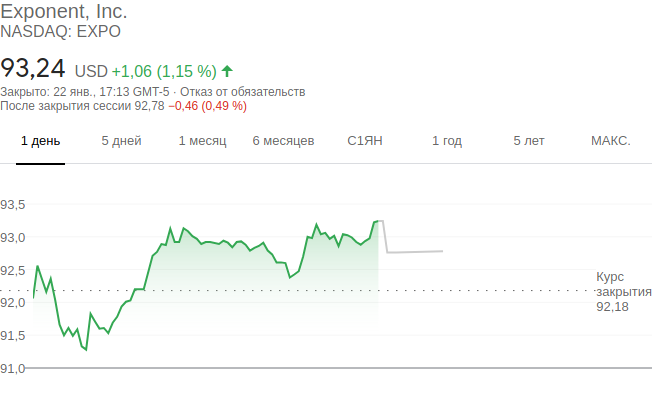 Exponent, Inc.
NASDAQ: EXPO
93,24 USD +1,06 (1,15 %)
Закрыто: 22 янв., 17:13 GMT-5 · Отказ от обязательств
После закрытия сессии 92,78 −0,46 (0,49 %)
1 день 5 дней 1 месяц 6 месяцев С1ЯН 1 год 5 лет МАКС.
93,5
93,0
92,5
92,0
91,5
91,0
Курс
закрытия
92,18